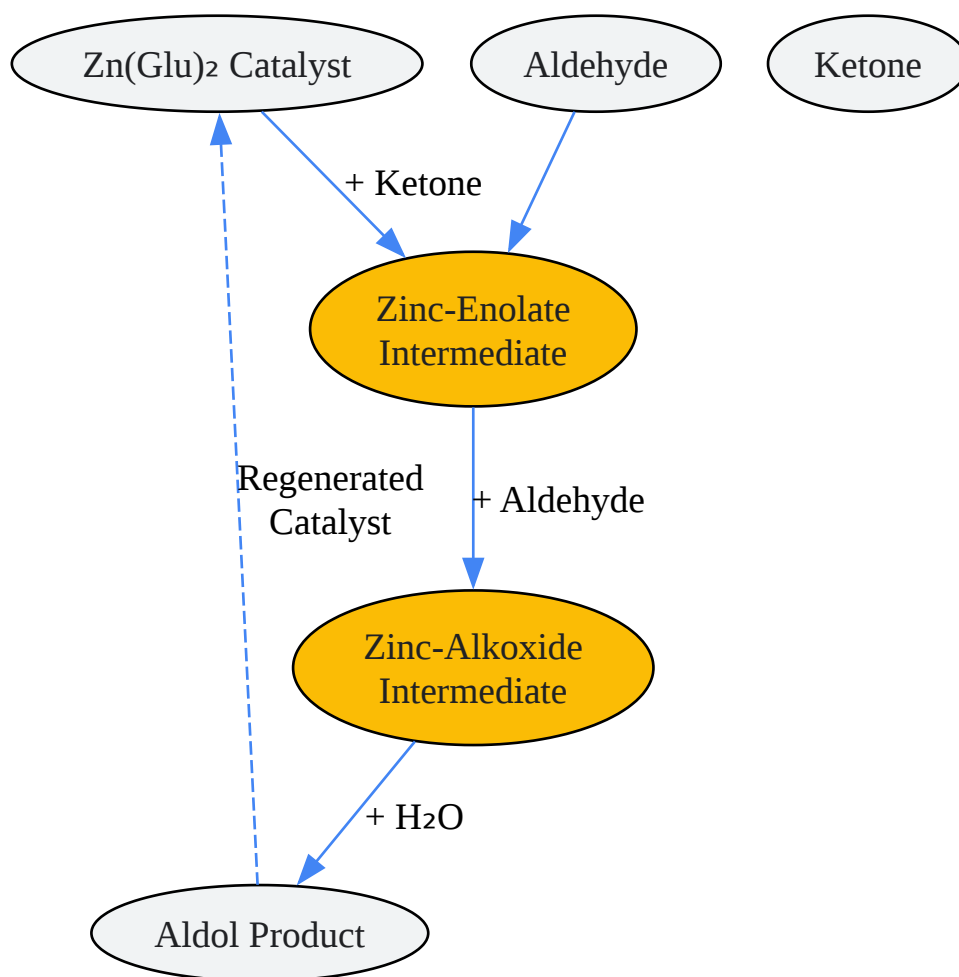 Zn(Glu)₂ Catalyst
Aldehyde
Ketone
+ Ketone
Zinc-Enolate
Intermediate
Regenerated
Catalyst
+ Aldehyde
Zinc-Alkoxide
Intermediate
+ H₂O
Aldol Product